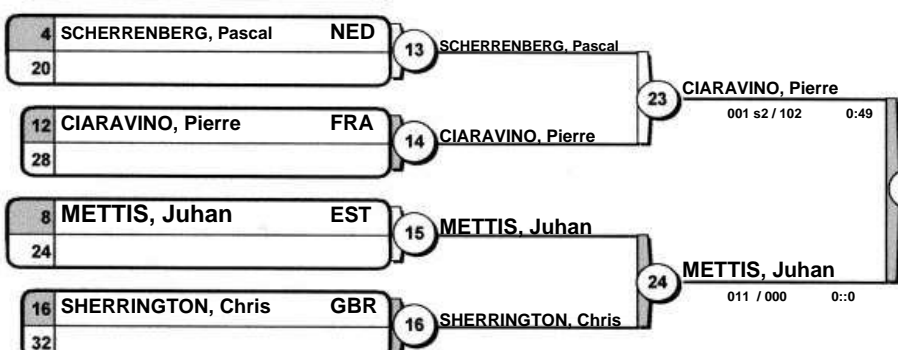 4 SCHERRENBERG, Pascal NED
20
13 SCHERRENBERG, Pascal
12 CIARAVINO, Pierre FRA
28
14 CIARAVINO, Pierre
23 CIARAVINO, Pierre
001 s2 / 102 0:49
8 METTIS, Juhan EST
24
15 METTIS, Juhan
16 SHERRINGTON, Chris GBR
32
16 SHERRINGTON, Chris
24 METTIS, Juhan
011 / 000 0::0